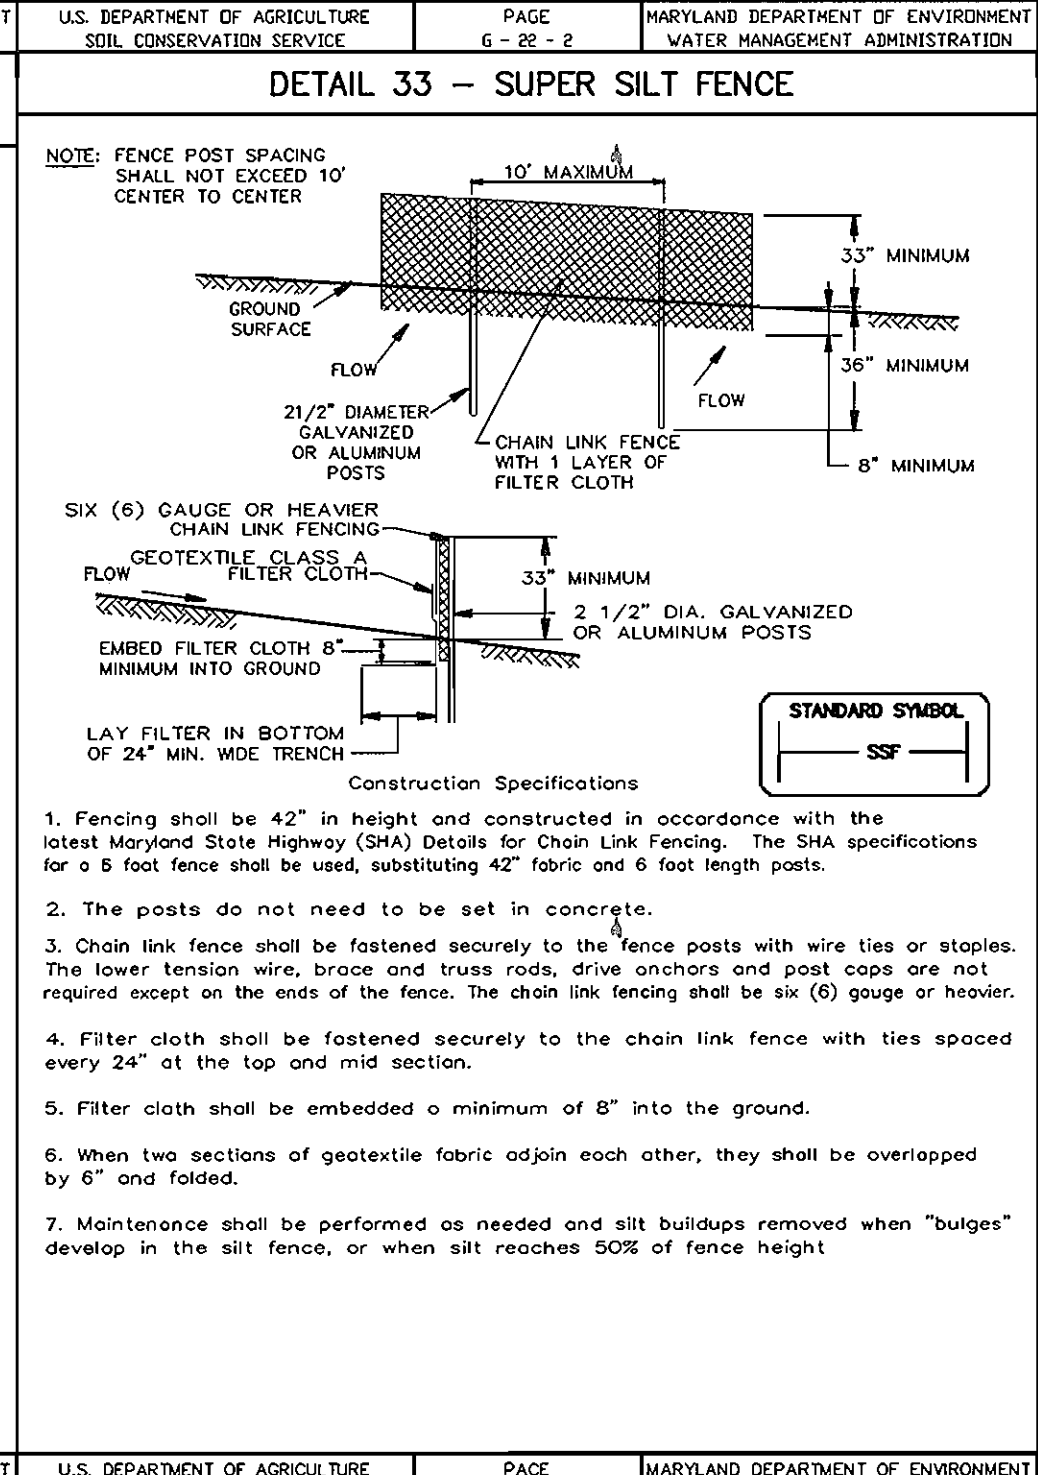 T
U.S. DEPARTMENT OF AGRICULTURE
SOIL CONSERVATION SERVICE
PAGE
G - 22 - 2
MARYLAND DEPARTMENT OF ENVIRONMENT
WATER MANAGEMENT ADMINISTRATION
DETAIL 33 – SUPER SILT FENCE
NOTE: FENCE POST SPACING
SHALL NOT EXCEED 10'
CENTER TO CENTER
10' MAXIMUM
33" MINIMUM
GROUND
SURFACE
FLOW
36" MINIMUM
FLOW
21/2" DIAMETER
GALVANIZED
OR ALUMINUM
POSTS
CHAIN LINK FENCE
WITH 1 LAYER OF
FILTER CLOTH
8" MINIMUM
SIX (6) GAUGE OR HEAVIER
CHAIN LINK FENCING
GEOTEXTILE CLASS A
FILTER CLOTH
FLOW
33" MINIMUM
2 1/2" DIA. GALVANIZED
OR ALUMINUM POSTS
EMBED FILTER CLOTH 8"
MINIMUM INTO GROUND
LAY FILTER IN BOTTOM
OF 24" MIN. WIDE TRENCH
STANDARD SYMBOL
SSF
Construction Specifications
1. Fencing shall be 42" in height and constructed in accordance with the
latest Maryland State Highway (SHA) Details for Chain Link Fencing. The SHA specifications
for a 6 foot fence shall be used, substituting 42" fabric and 6 foot length posts.
2. The posts do not need to be set in concrete.
3. Chain link fence shall be fastened securely to the fence posts with wire ties or staples.
The lower tension wire, brace and truss rods, drive anchors and post caps are not
required except on the ends of the fence. The chain link fencing shall be six (6) gauge or heavier.
4. Filter cloth shall be fastened securely to the chain link fence with ties spaced
every 24" at the top and mid section.
5. Filter cloth shall be embedded a minimum of 8" into the ground.
6. When two sections of geotextile fabric adjoin each other, they shall be overlapped
by 6" and folded.
7. Maintenance shall be performed as needed and silt buildups removed when "bulges"
develop in the silt fence, or when silt reaches 50% of fence height
T
U.S. DEPARTMENT OF AGRICULTURE
PAGE
MARYLAND DEPARTMENT OF ENVIRONMENT